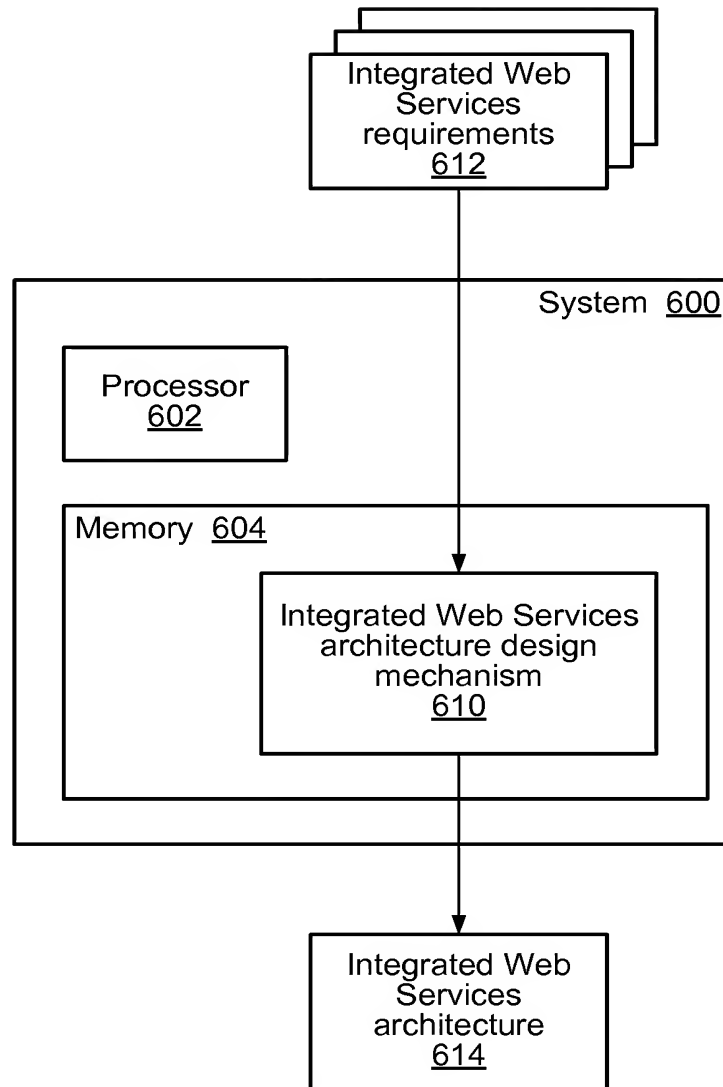 Integrated Web
Services
requirements
612
System 600
Processor
602
Memory 604
Integrated Web Services
architecture design
mechanism
610
Integrated Web
Services
architecture
614